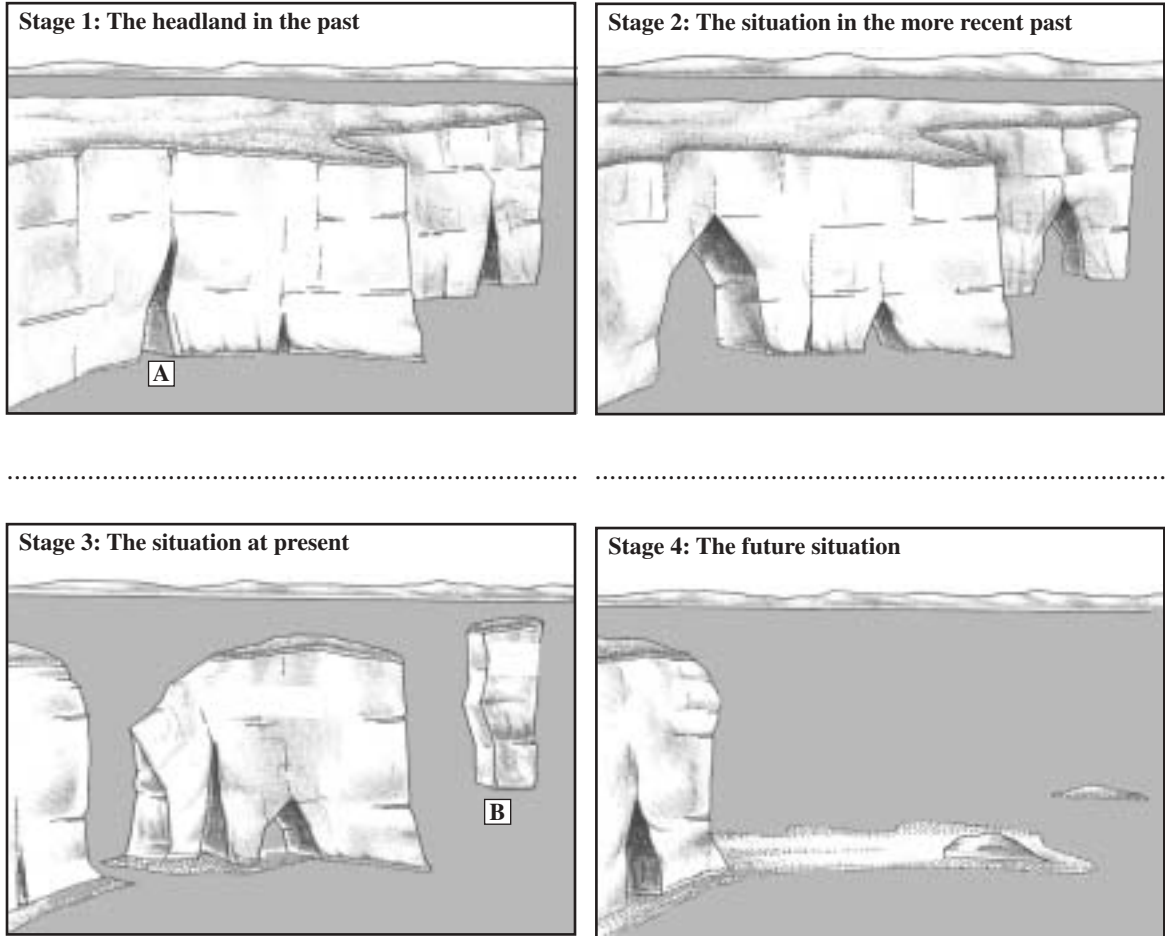 Stage 1: The headland in the past
Stage 2: The situation in the more recent past
A
Stage 3: The situation at present
Stage 4: The future situation
B